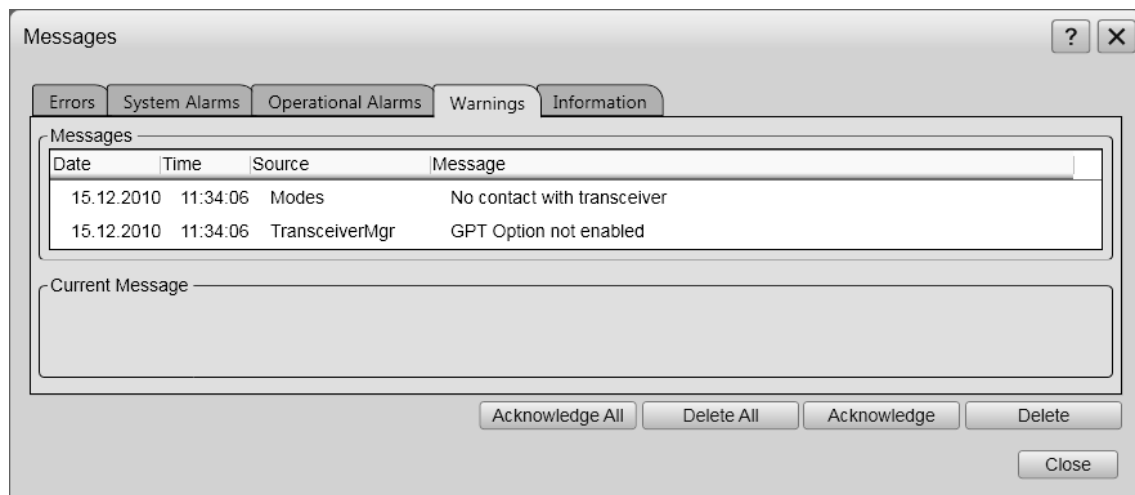 Messages
?
Errors System Alarms Operational Alarms Warnings Information
Messages
Date Time Source Message
15.12.2010 11:34:06 Modes No contact with transceiver
15.12.2010 11:34:06 TransceiverMgr GPT Option not enabled
Current Message
Acknowledge All Delete All Acknowledge Delete
Close